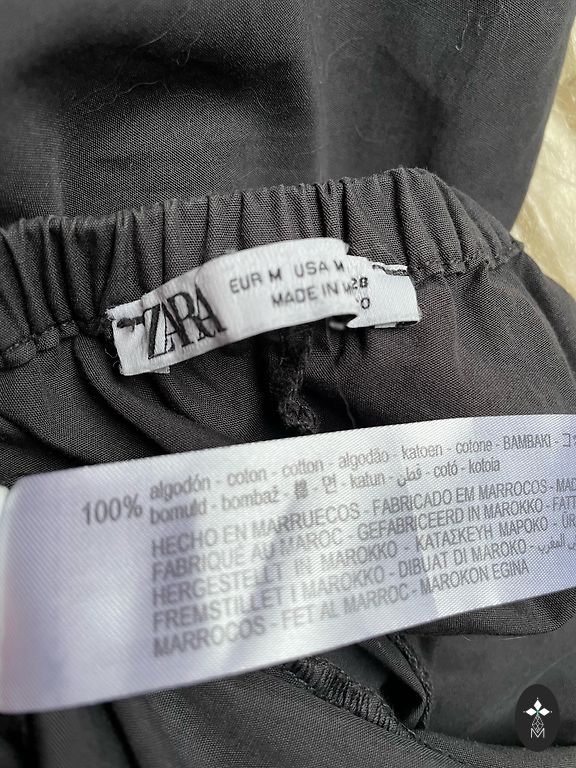 ZARA
EUR M USA M
MADE IN
28
100% algodón - coton - cotton - algodão - katoen - cotone - BAMBAKI -
bomuld - bombaž - 棉 - 면 - katun - قطن - cotó - kotoia
HECHO EN MARRUECOS - FABRICADO EM MARROCOS -
FABRIQUÉ AU MAROC - GEFABRICEERD IN MAROKKO -
HERGESTELLT IN MAROKKO - ΚΑΤΑΣΚΕΥΗ ΜΑΡΟΚΟ -
FREMSTILLET I MAROKKO - DIBUAT DI MAROKO -
MARROCOS - FET AL MARROC - MAROKON EGINA
M